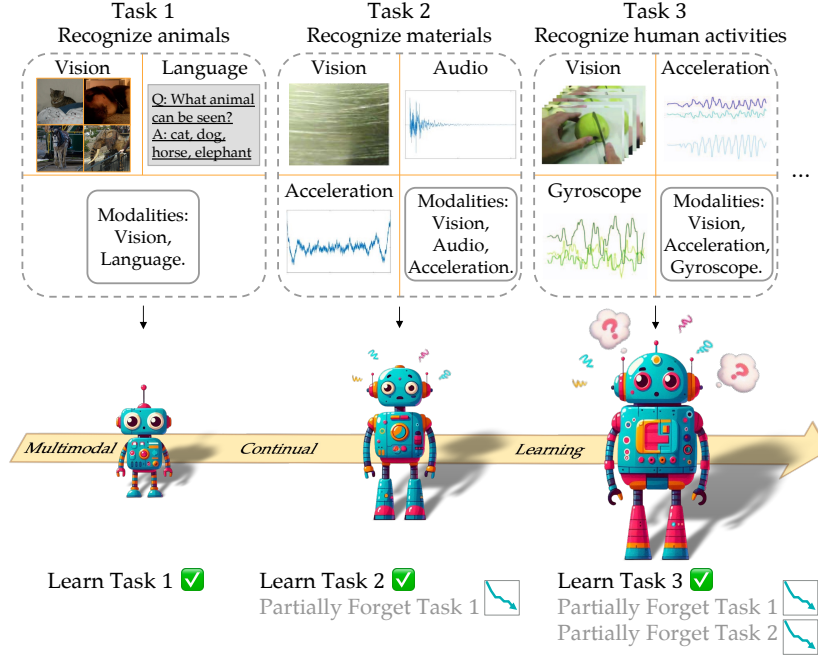 Task 1
Recognize animals
Vision
Language
Q: What animal
can be seen?
A: cat, dog,
horse, elephant
Modalities:
Vision,
Language.
Task 2
Recognize materials
Vision
Audio
Acceleration
Modalities:
Vision,
Audio,
Acceleration.
Task 3
Recognize human activities
Vision
Acceleration
Gyroscope
Modalities:
Vision,
Acceleration,
Gyroscope.
...
Multimodal
Continual
Learning
Learn Task 1 ✅
Learn Task 2 ✅
Partially Forget Task 1
Learn Task 3 ✅
Partially Forget Task 1
Partially Forget Task 2